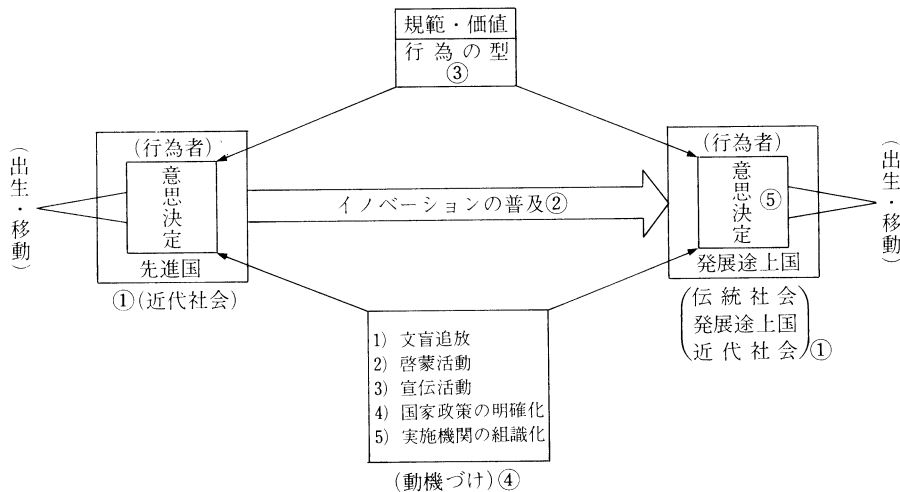 規範・価値
行為の型
③
(行為者)
意思決定
先進国
①(近代社会)
(出生・移動)
イノベーションの普及②
(行為者)
意思決定
⑤
発展途上国
(出生・移動)
伝統社会
発展途上国
近代社会
①
1) 文盲追放
2) 啓蒙活動
3) 宣伝活動
4) 国家政策の明確化
5) 実施機関の組織化
(動機づけ)④